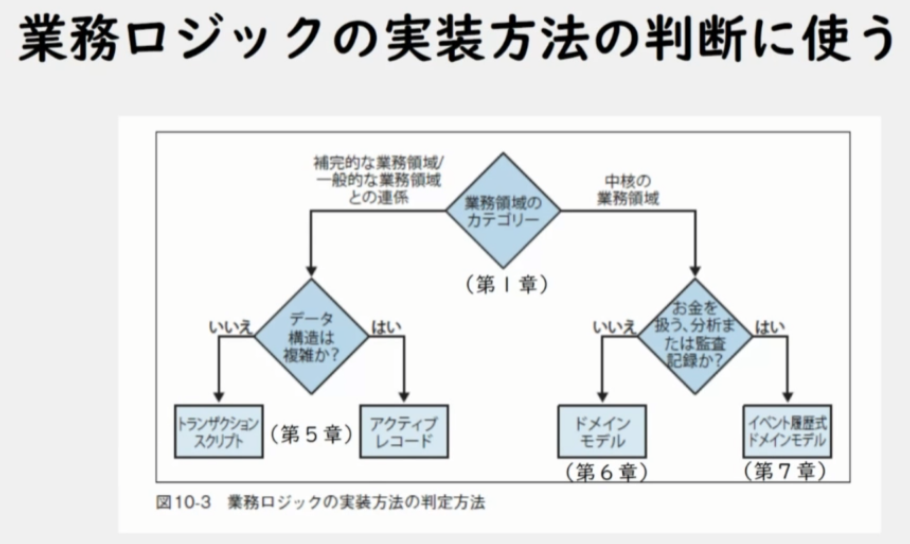 業務ロジックの実装方法の判断に使う
補完的な業務領域/
一般的な業務領域
との連係
業務領域の
カテゴリー
中核の
業務領域
(第1章)
いいえ
データ
構造は
複雑か?
はい
いいえ
お金を
扱う、分析ま
たは監査
記録か?
はい
トランザクション
スクリプト
(第5章)
アクティブ
レコード
ドメイン
モデル
イベント履歴式
ドメインモデル
(第6章)
(第7章)
図10-3 業務ロジックの実装方法の判定方法